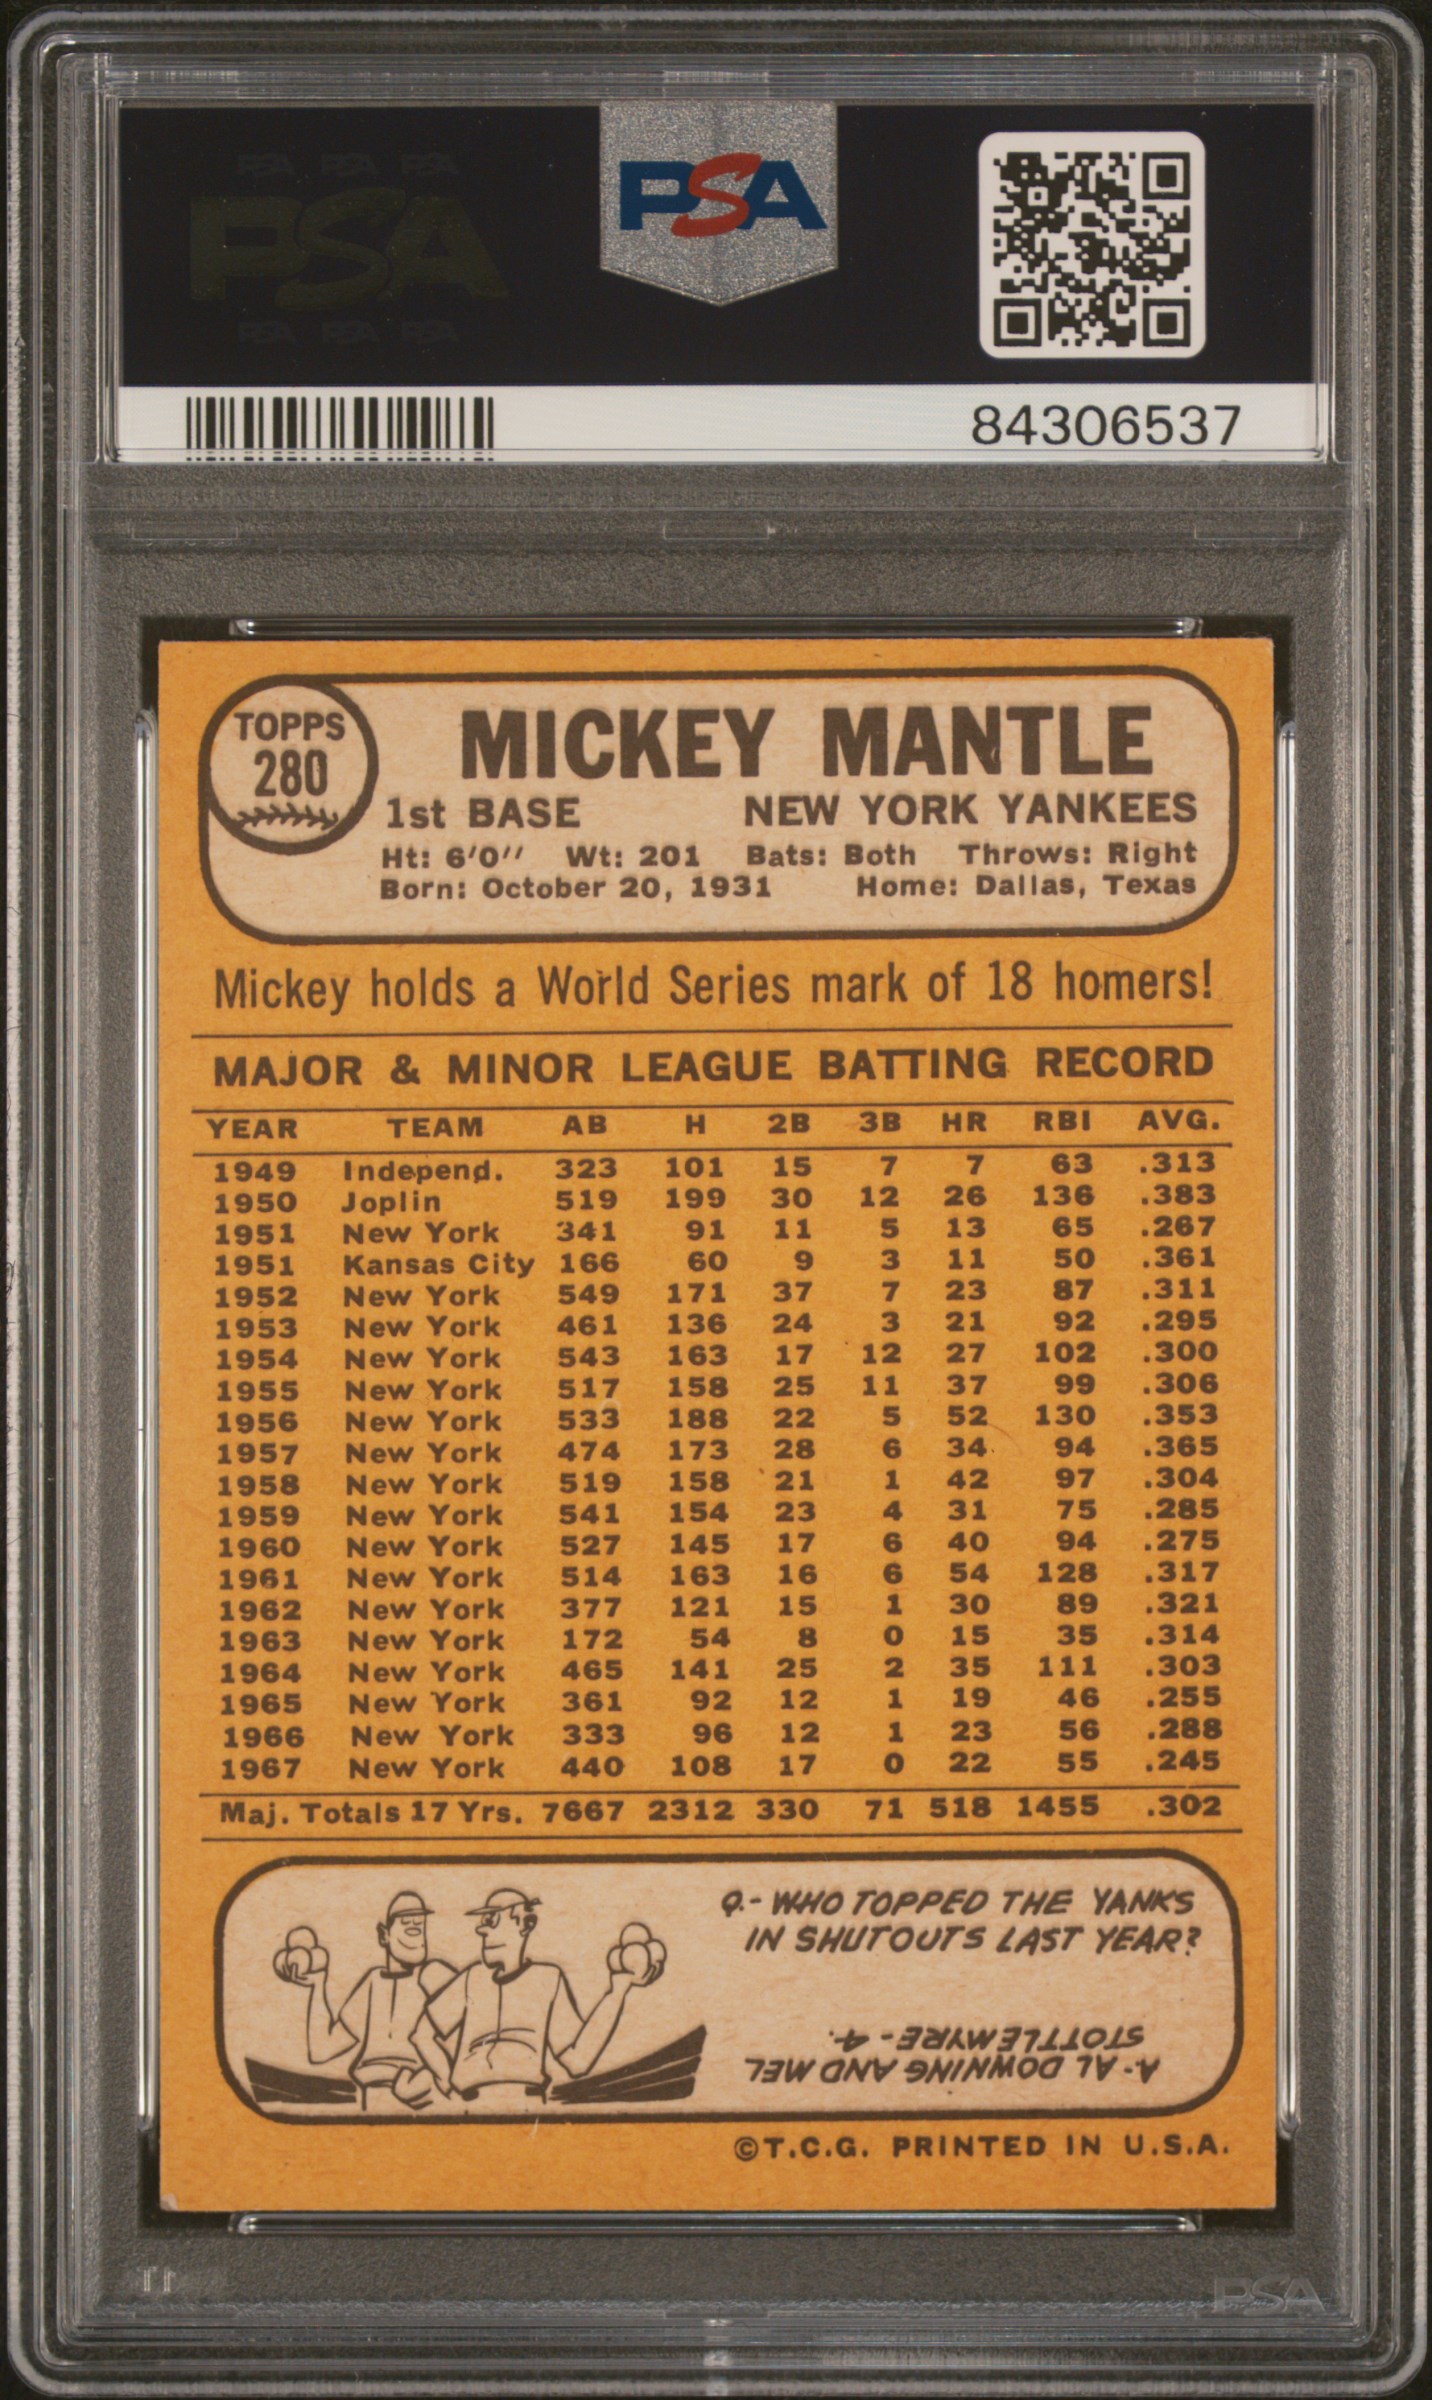 PSA PSA PSA
PSA
PSA PSA PSA
PSA
84306537
TOPPS
280
MICKEY MANTLE
1st BASE NEW YORK YANKEES
Ht: 6'0'' Wt: 201 Bats: Both Throws: Right
Born: October 20, 1931 Home: Dallas, Texas
Mickey holds a World Series mark of 18 homers!
MAJOR & MINOR LEAGUE BATTING RECORD
YEAR TEAM AB H 2B 3B HR RBI AVG.
1949 Independ. 323 101 15 7 7 63 .313
1950 Joplin 519 199 30 12 26 136 .383
1951 New York 341 91 11 5 13 65 .267
1951 Kansas City 166 60 9 3 11 50 .361
1952 New York 549 171 37 7 23 87 .311
1953 New York 461 136 24 3 21 92 .295
1954 New York 543 163 17 12 27 102 .300
1955 New York 517 158 25 11 37 99 .306
1956 New York 533 188 22 5 52 130 .353
1957 New York 474 173 28 6 34 94 .365
1958 New York 519 158 21 1 42 97 .304
1959 New York 541 154 23 4 31 75 .285
1960 New York 527 145 17 6 40 94 .275
1961 New York 514 163 16 6 54 128 .317
1962 New York 377 121 15 1 30 89 .321
1963 New York 172 54 8 0 15 35 .314
1964 New York 465 141 25 2 35 111 .303
1965 New York 361 92 12 1 19 46 .255
1966 New York 333 96 12 1 23 56 .288
1967 New York 440 108 17 0 22 55 .245
Maj. Totals 17 Yrs. 7667 2312 330 71 518 1455 .302
Q.- WHO TOPPED THE YANKS
IN SHUTOUTS LAST YEAR?
A- AL DOWNING AND MEL
STOTTLEMYRE - 4.
©T.C.G. PRINTED IN U.S.A.
PSA